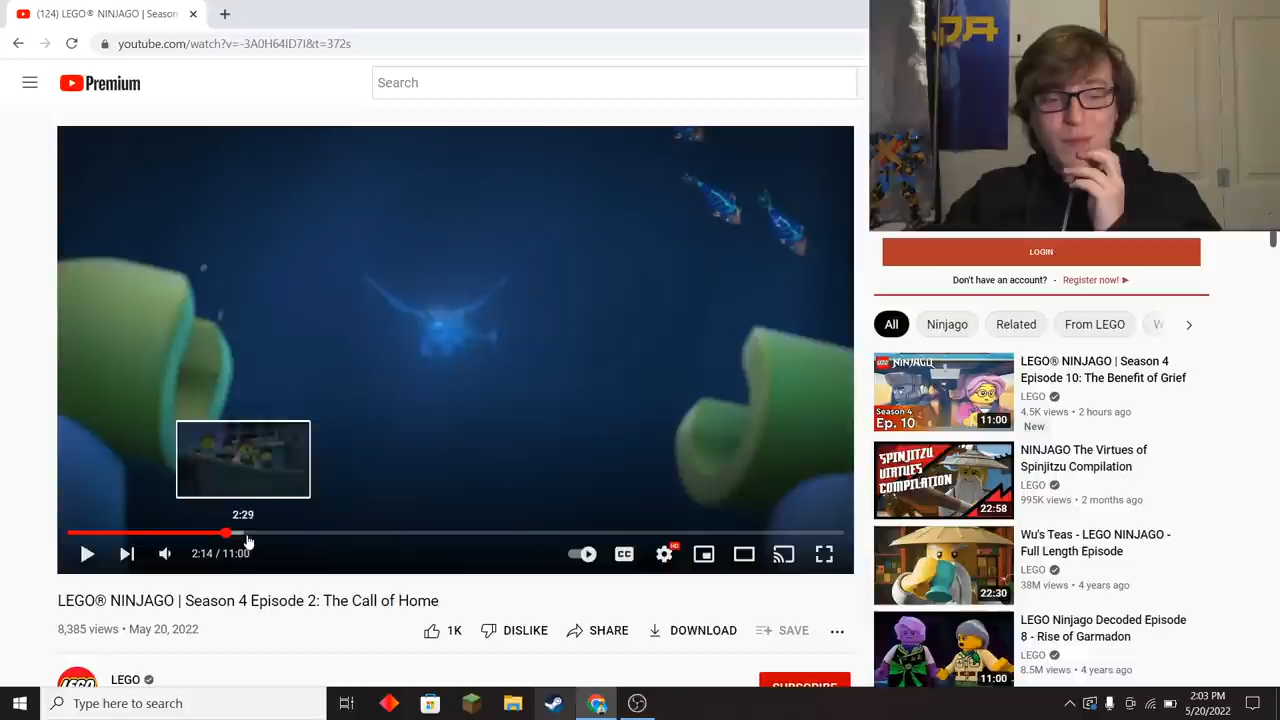 (124) LEGO® NINJAGO | Season
youtube.com/watch?v=-3A0H64ID7I&t=372s
Premium
Search
JA
LOGIN
Don't have an account? - Register now! ►
All
Ninjago
Related
From LEGO
W
LEGO® NINJAGO | Season 4
Episode 10: The Benefit of Grief
LEGO
4.5K views • 2 hours ago
New
NINJAGO
Season 4
Ep. 10
11:00
NINJAGO The Virtues of
Spinjitzu Compilation
LEGO
995K views • 2 months ago
SPINJITZU
VIRTUES
COMPILATION
22:58
Wu's Teas - LEGO NINJAGO -
Full Length Episode
LEGO
38M views • 4 years ago
22:30
LEGO Ninjago Decoded Episode
8 - Rise of Garmadon
LEGO
8.5M views • 4 years ago
11:00
2:29
2:14 / 11:00
CC
HD
LEGO® NINJAGO | Season 4 Episode 2: The Call of Home
8,385 views • May 20, 2022
1K
DISLIKE
SHARE
DOWNLOAD
SAVE
LEGO
LEGO
SUBSCRIBE
Type here to search
2:03 PM
5/20/2022